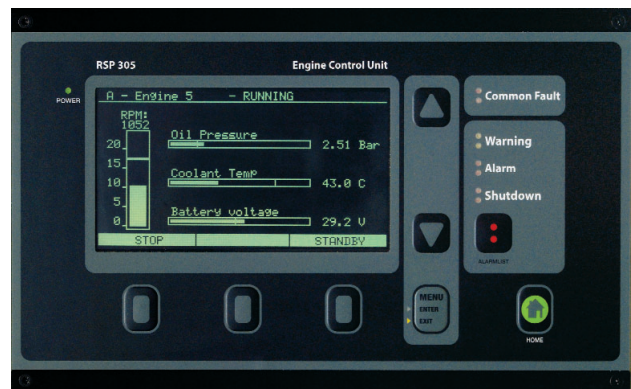 RSP 305 Engine Control Unit
POWER
A - Engine 5 - RUNNING
RPM:
1052
Oil Pressure
2.51 Bar
20
15
Coolant Temp
43.0 C
10
5
Battery voltage
29.2 V
0
STOP STANDBY
Common Fault
Warning
Alarm
Shutdown
ALARMLIST
MENU
ENTER
EXIT
HOME